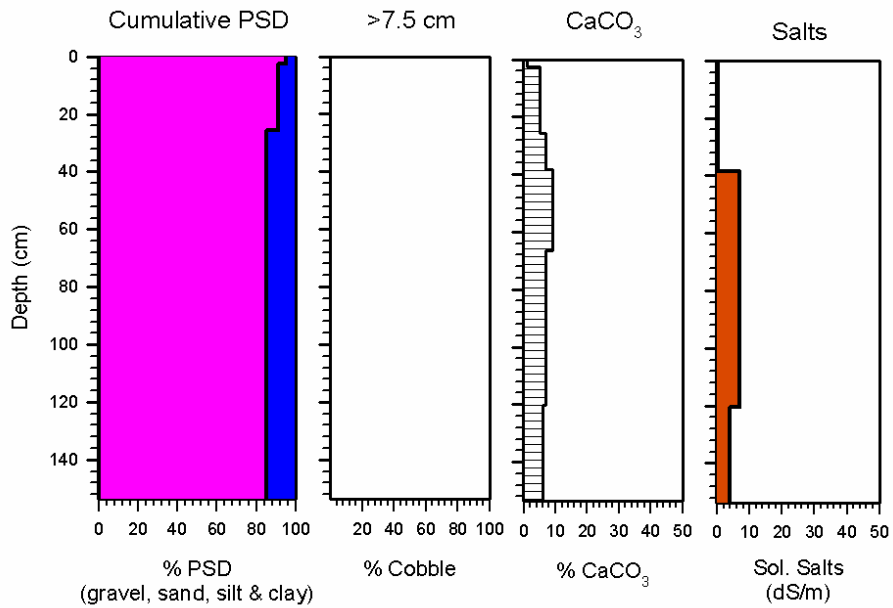 Cumulative PSD
>7.5 cm
CaCO₃
Salts
Depth (cm)
0
20
40
60
80
100
120
140
0 20 40 60 80 100
0 20 40 60 80 100
0 10 20 30 40 50
0 10 20 30 40 50
% PSD
(gravel, sand, silt & clay)
% Cobble
% CaCO₃
Sol. Salts
(dS/m)